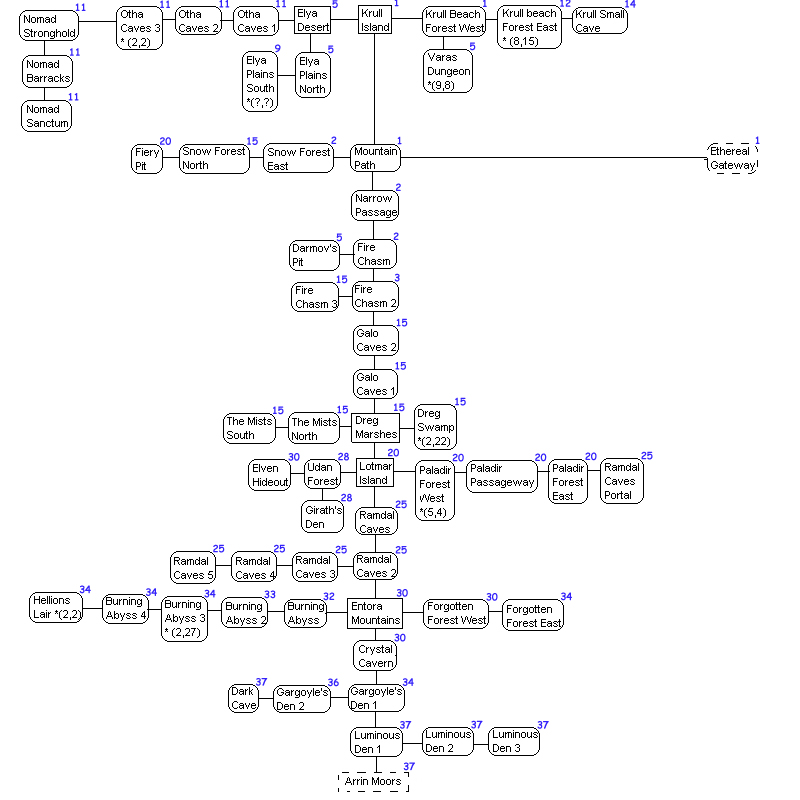 11
Nomad
Stronghold
11
Otha
Caves 3
* (2,2)
11
Otha
Caves 2
11
Otha
Caves 1
5
Elya
Desert
1
Krull
Island
1
Krull Beach
Forest West
12
Krull beach
Forest East
* (8,15)
14
Krull Small
Cave
11
Nomad
Barracks
9
Elya
Plains
South
*(?,?)
5
Elya
Plains
North
5
Varas
Dungeon
*(9,8)
11
Nomad
Sanctum
20
Fiery
Pit
15
Snow Forest
North
2
Snow Forest
East
1
Mountain
Path
1
Ethereal
Gateway
2
Narrow
Passage
5
Darmov's
Pit
2
Fire
Chasm
15
Fire
Chasm 3
3
Fire
Chasm 2
15
Galo
Caves 2
15
Galo
Caves 1
15
The Mists
South
15
The Mists
North
15
Dreg
Marshes
15
Dreg
Swamp
*(2,22)
30
Elven
Hideout
28
Udan
Forest
20
Lotmar
Island
20
Paladir
Forest
West
*(5,4)
20
Paladir
Passageway
20
Paladir
Forest
East
25
Ramdal
Caves
Portal
28
Girath's
Den
25
Ramdal
Caves
25
Ramdal
Caves 5
25
Ramdal
Caves 4
25
Ramdal
Caves 3
25
Ramdal
Caves 2
34
Hellions
Lair *(2,2)
34
Burning
Abyss 4
34
Burning
Abyss 3
* (2,27)
33
Burning
Abyss 2
32
Burning
Abyss
30
Entora
Mountains
30
Forgotten
Forest West
34
Forgotten
Forest East
30
Crystal
Cavern
37
Dark
Cave
36
Gargoyle's
Den 2
34
Gargoyle's
Den 1
37
Luminous
Den 1
37
Luminous
Den 2
37
Luminous
Den 3
37
Arrin Moors